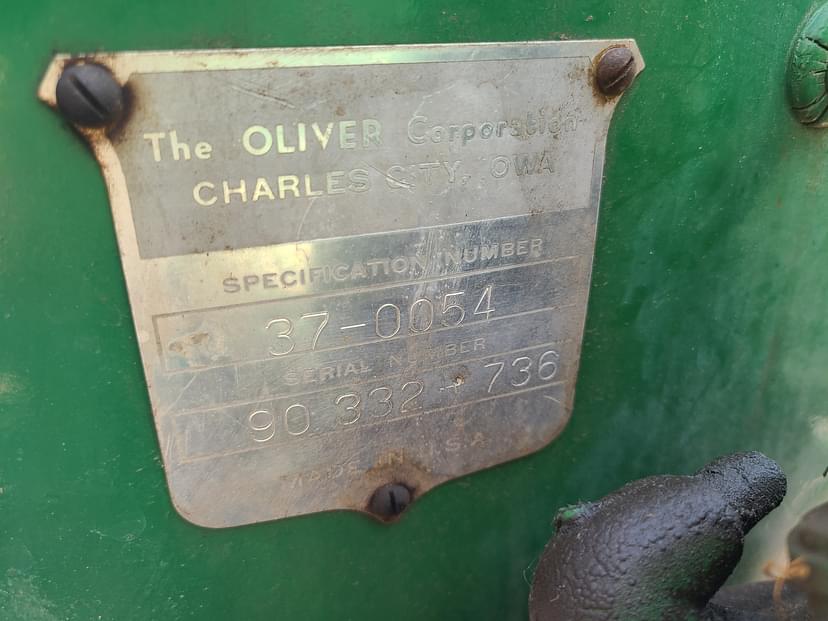 The OLIVER Corporation
CHARLES CITY, IOWA
SPECIFICATION NUMBER
37-0054
SERIAL NUMBER
90 332 - 736
MADE IN U.S.A.